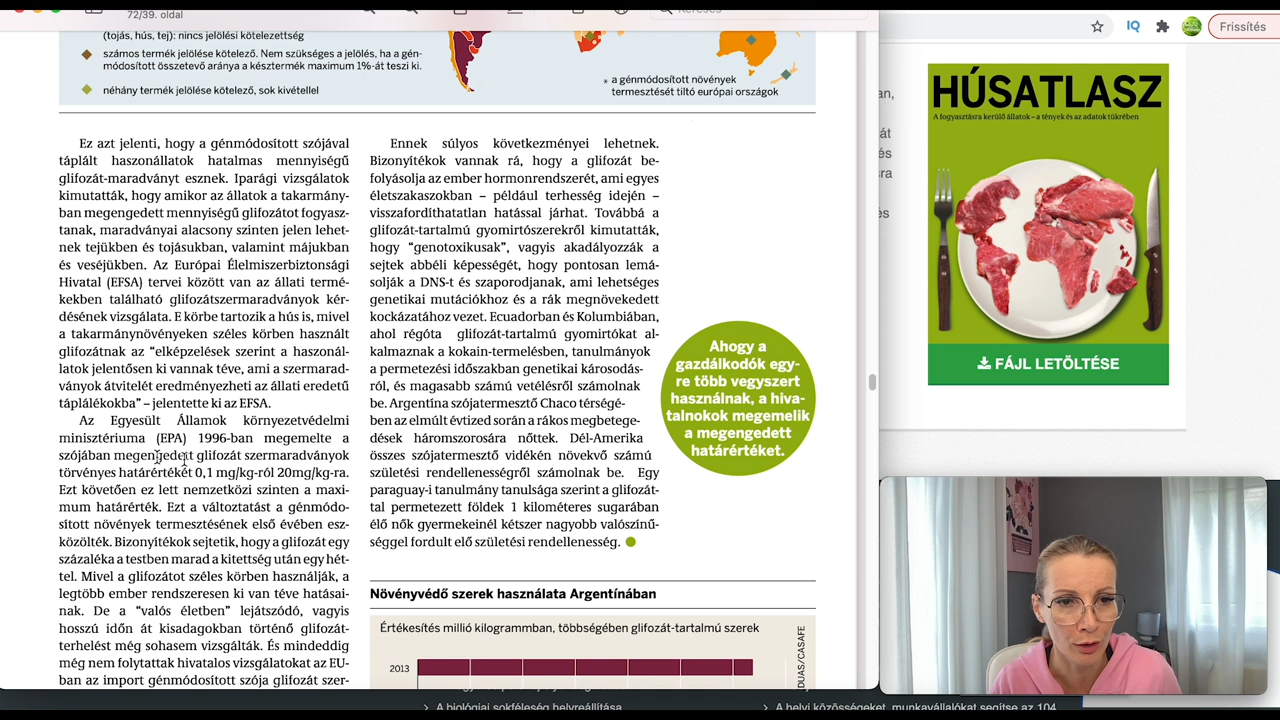 72/39. oldal
Keresés
(tojás, hús, tej): nincs jelölési kötelezettség
számos termék jelölése kötelező. Nem szükséges a jelölés, ha a gén-
módosított összetevő aránya a késztermék maximum 1%-át teszi ki.
néhány termék jelölése kötelező, sok kivétellel
* a génmódosított növények
termesztését tiltó európai országok
Ez azt jelenti, hogy a génmódosított szójával
táplált haszonállatok hatalmas mennyiségű
glifozát-maradványt esznek. Iparági vizsgálatok
kimutatták, hogy amikor az állatok a takarmány-
ban megengedett mennyiségű glifozátot fogyasz-
tanak, maradványai alacsony szinten jelen lehet-
nek tejükben és tojásukban, valamint májukban
és veséjükben. Az Európai Élelmiszerbiztonsági
Hivatal (EFSA) tervei között van az állati termé-
kekben található glifozátszermaradványok kér-
désének vizsgálata. E körbe tartozik a hús is, mivel
a takarmánynövényeken széles körben használt
glifozátnak az “elképzelések szerint a haszonál-
latok jelentősen ki vannak téve, ami a szermarad-
ványok átvitelét eredményezheti az állati eredetű
táplálékokba” – jelentette ki az EFSA.
Az Egyesült Államok környezetvédelmi
minisztériuma (EPA) 1996-ban megemelte a
szójában megengedett glifozát szermaradványok
törvényes határértékét 0,1 mg/kg-ról 20mg/kg-ra.
Ezt követően ez lett nemzetközi szinten a maxi-
mum határérték. Ezt a változtatást a génmódo-
sított növények termesztésének első évében esz-
közölték. Bizonyítékok sejtetik, hogy a glifozát egy
százaléka a testben marad a kitettség után egy hét-
tel. Mivel a glifozátot széles körben használják, a
legtöbb ember rendszeresen ki van téve hatásai-
nak. De a “valós életben” lejátszódó, vagyis
hosszú időn át kisadagokban történő glifozát-
terhelést még sohasem vizsgálták. És mindeddig
még nem folytattak hivatalos vizsgálatokat az EU-
ban az import génmódosított szója glifozát szer-
Ennek súlyos következményei lehetnek.
Bizonyítékok vannak rá, hogy a glifozát be-
folyásolja az ember hormonrendszerét, ami egyes
életszakaszokban – például terhesség idején –
visszafordíthatatlan hatással járhat. Továbbá a
glifozát-tartalmú gyomirtószerekről kimutatták,
hogy “genotoxikusak”, vagyis akadályozzák a
sejtek abbéli képességét, hogy pontosan lemá-
solják a DNS-t és szaporodjanak, ami lehetséges
genetikai mutációkhoz és a rák megnövekedett
kockázatához vezet. Ecuadorban és Kolumbiában,
ahol régóta glifozát-tartalmú gyomirtókat al-
kalmaznak a kokain-termelésben, tanulmányok
a permetezési időszakban genetikai károsodás-
ról, és magasabb számú vetélésről számolnak
be. Argentína szójatermesztő Chaco térségé-
ben az elmúlt évtized során a rákos megbetege-
dések háromszorosára nőttek. Dél-Amerika
összes szójatermesztő vidékén növekvő számú
születési rendellenességről számolnak be. Egy
paraguay-i tanulmány tanulsága szerint a glifozát-
tal permetezett földek 1 kilométeres sugarában
élő nők gyermekeinél kétszer nagyobb valószínű-
séggel fordult elő születési rendellenesség.
Ahogy a
gazdálkodók egy-
re több vegyszert
használnak, a hiva-
talnokok megemelik
a megengedett
határértéket.
Növényvédő szerek használata Argentínában
Értékesítés millió kilogrammban, többségében glifozát-tartalmú szerek
2013
DUAS/CASAFE
IQ
Frissítés
an,
át
és
sra
és
HÚSATLASZ
A fogyasztásra kerülő állatok – a tények és az adatok tükrében
FÁJL LETÖLTÉSE
A biológiai sokféleség helyreállítása
A helyi közösségeket, munkavállalókat segítse az 104